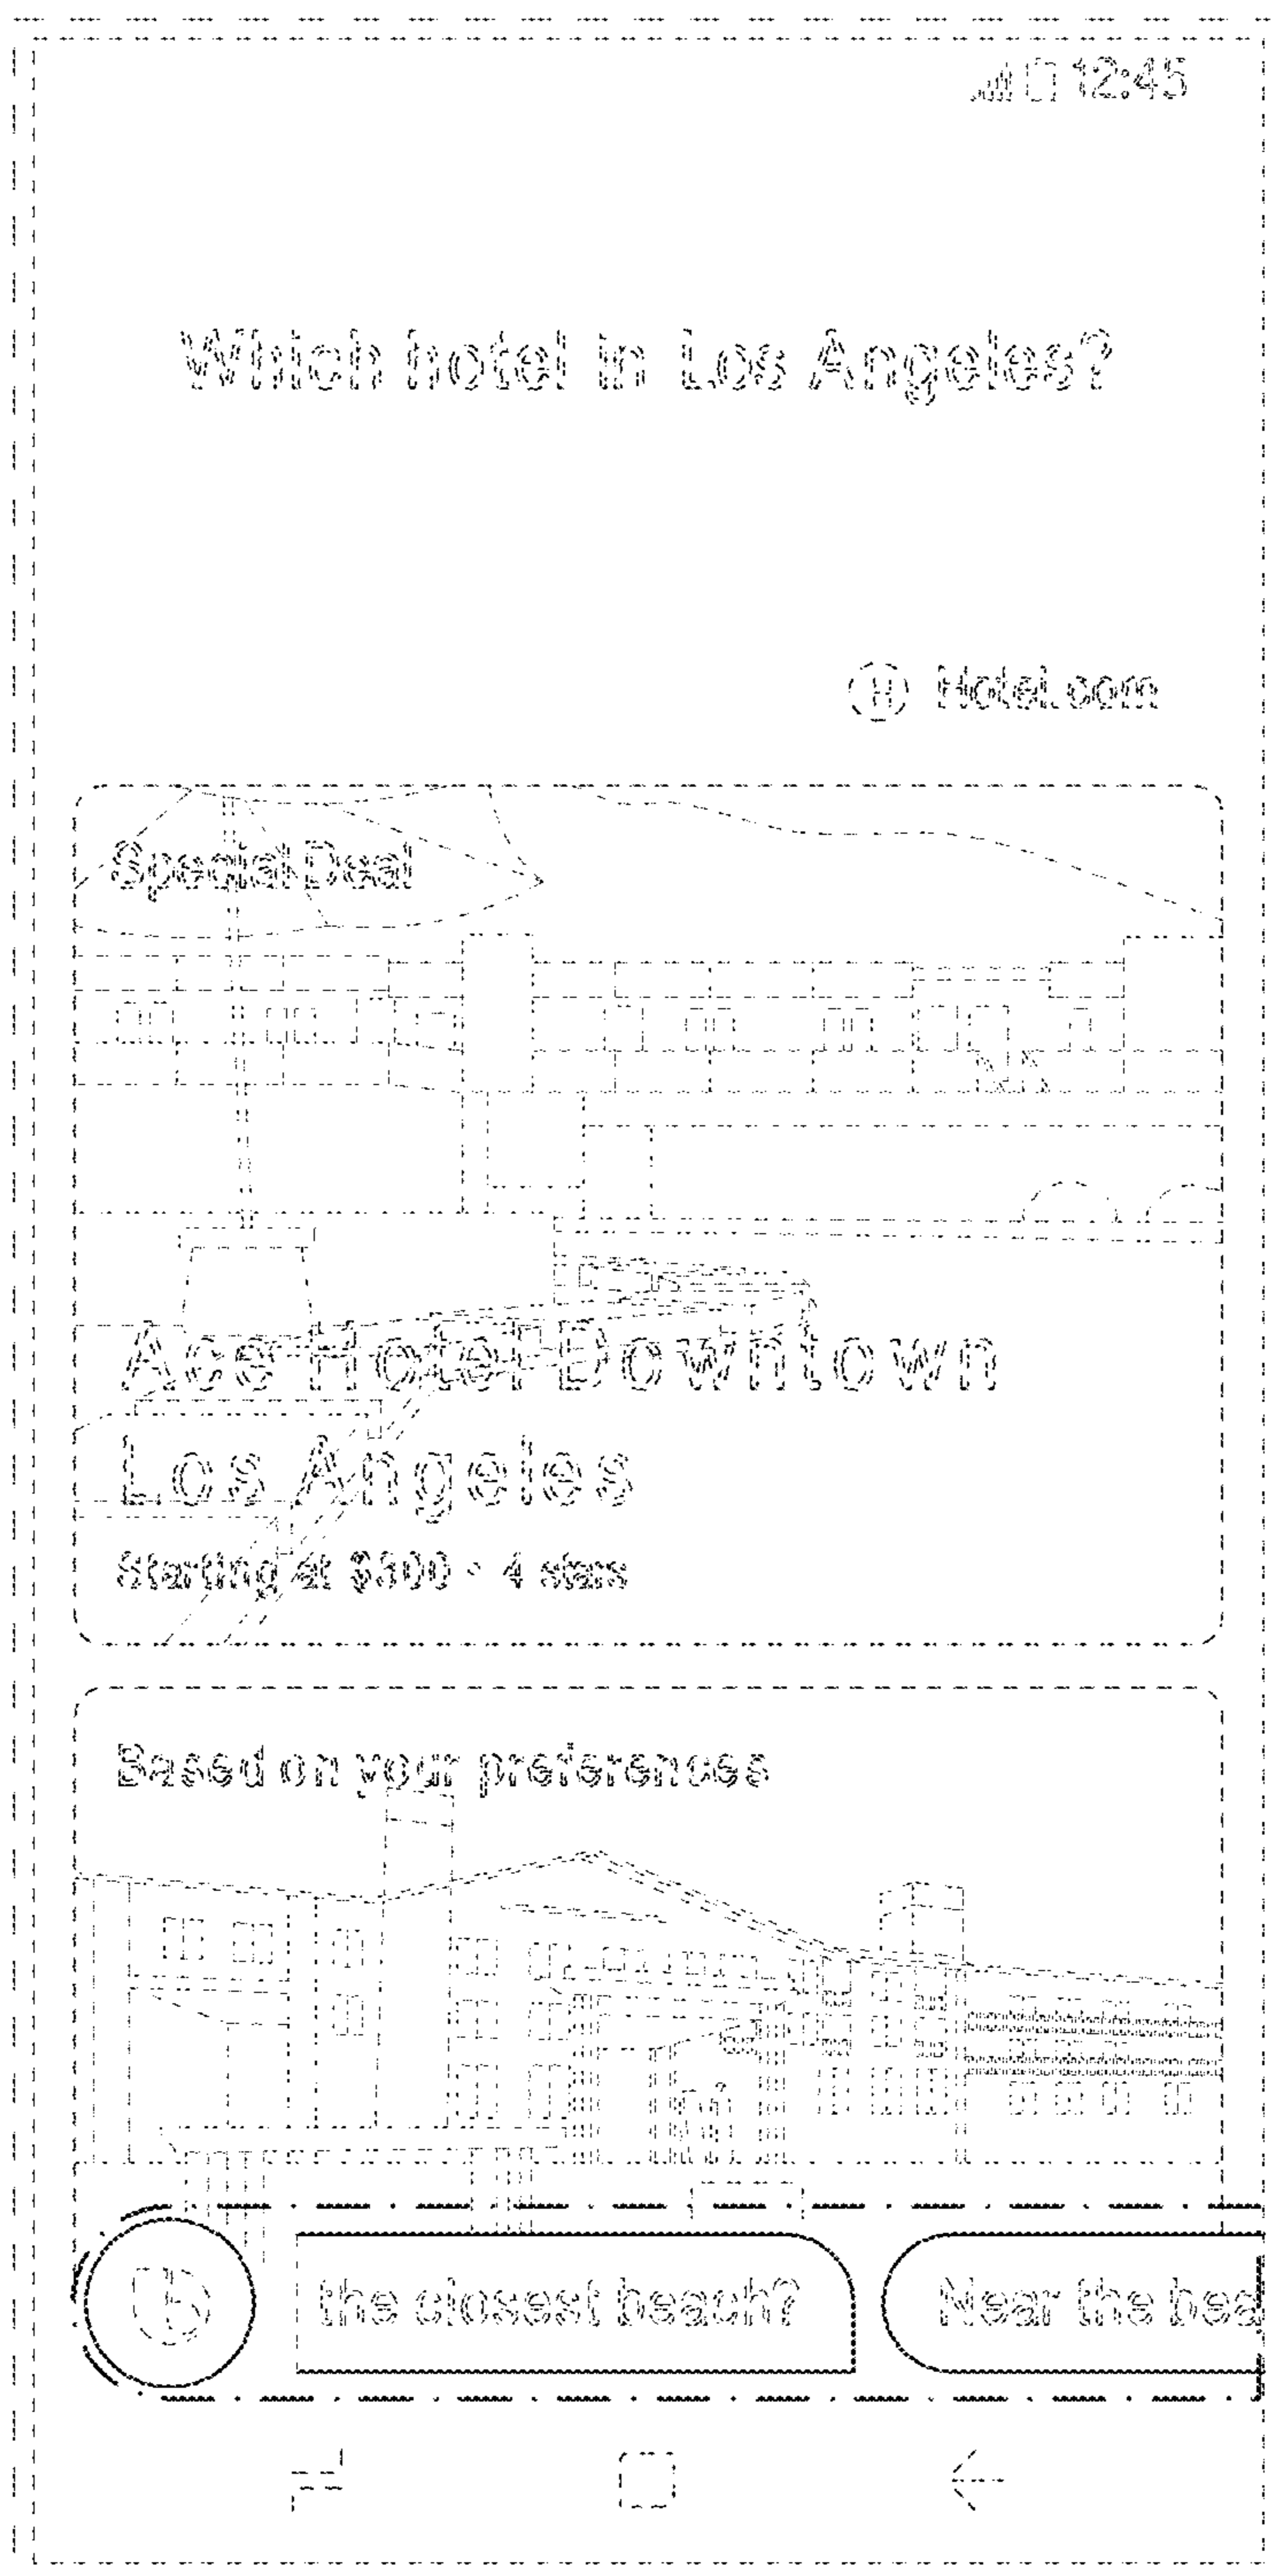 12:45
Which hotel in Los Angeles?
H Hotel.com
Special Deal
Ace Hotel Downtown
Los Angeles
Starting at $300 · 4 stars
Based on your preferences
the closest beach?
Near the bea